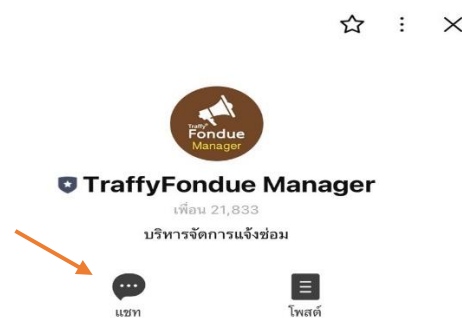 Traffy
Fondue
Manager
TraffyFondue Manager
เพื่อน 21,833
บริหารจัดการแจ้งซ่อม
แชท
โพสต์